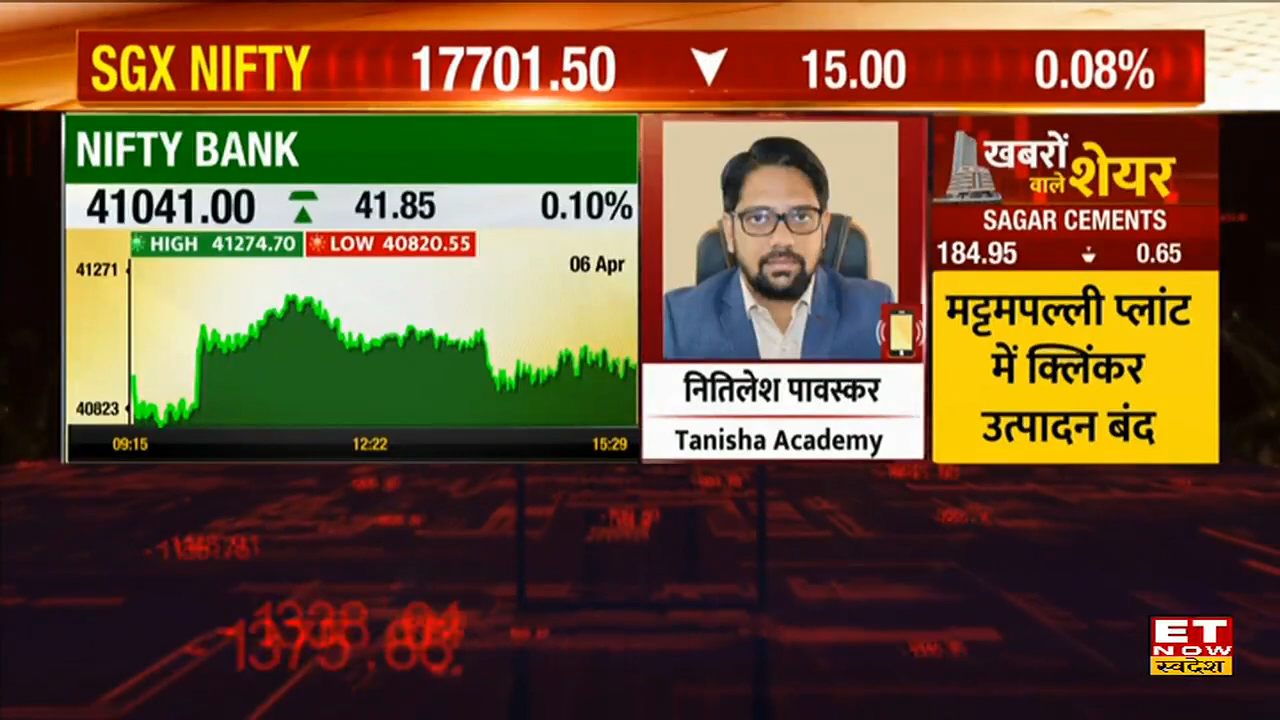 SGX NIFTY 17701.50 15.00 0.08%
NIFTY BANK
41041.00 41.85 0.10%
HIGH 41274.70 LOW 40820.55
06 Apr
41271
40823
09:15 12:22 15:29
नितिलेश पावस्कर
Tanisha Academy
खबरों
वाले शेयर
SAGAR CEMENTS
184.95 0.65
मट्टमपल्ली प्लांट
में क्लिंकर
उत्पादन बंद
ET
NOW
स्वदेश